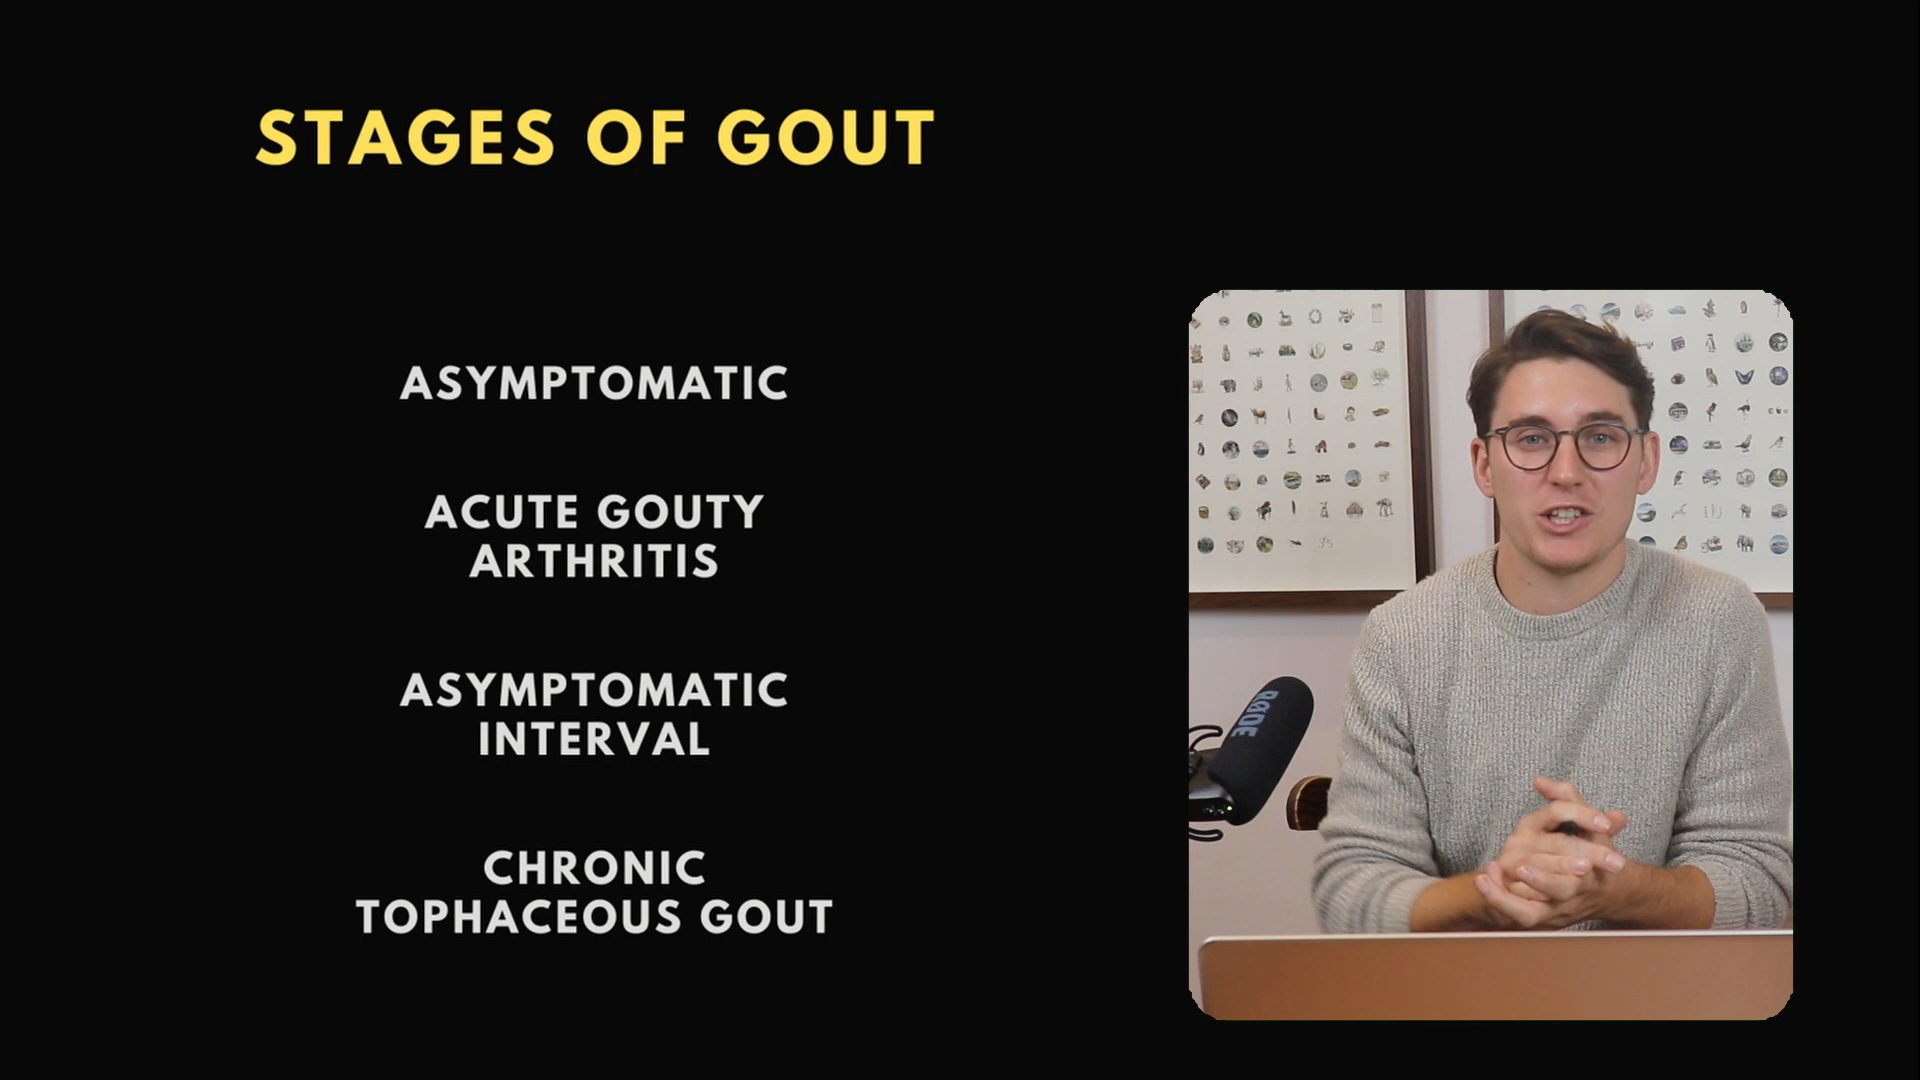 STAGES OF GOUT
ASYMPTOMATIC
ACUTE GOUTY
ARTHRITIS
ASYMPTOMATIC
INTERVAL
CHRONIC
TOPHACEOUS GOUT
RØDE